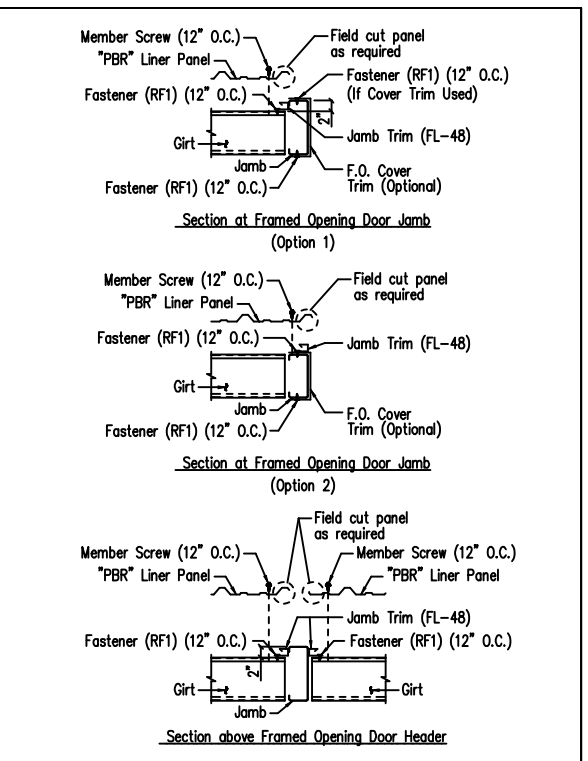 Member Screw (12" O.C.)
"PBR" Liner Panel
Field cut panel
as required
Fastener (RF1) (12" O.C.)
(If Cover Trim Used)
Fastener (RF1) (12" O.C.)
2"
Jamb Trim (FL-48)
Girt
Jamb
F.O. Cover
Trim (Optional)
Fastener (RF1) (12" O.C.)
Section at Framed Opening Door Jamb
(Option 1)
Member Screw (12" O.C.)
"PBR" Liner Panel
Field cut panel
as required
Fastener (RF1) (12" O.C.)
Jamb Trim (FL-48)
Girt
Jamb
F.O. Cover
Trim (Optional)
Fastener (RF1) (12" O.C.)
Section at Framed Opening Door Jamb
(Option 2)
Field cut panel
as required
Member Screw (12" O.C.)
"PBR" Liner Panel
Member Screw (12" O.C.)
"PBR" Liner Panel
Jamb Trim (FL-48)
Fastener (RF1) (12" O.C.)
Fastener (RF1) (12" O.C.)
2"
Girt
Girt
Jamb
Section above Framed Opening Door Header